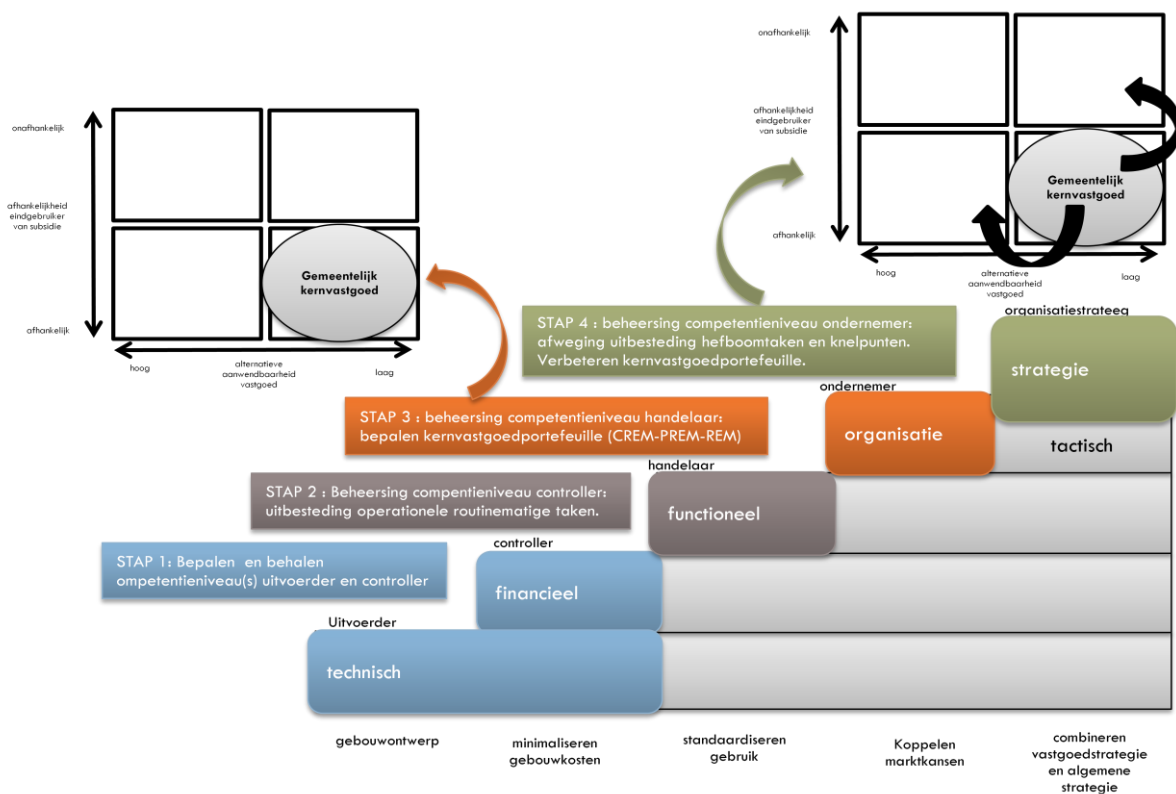 onafhankelijk
afhankelijkheid
eindgebruiker
van subsidie
afhankelijk
Gemeentelijk
kernvastgoed
hoog
alternatieve
aanwendbaarheid
vastgoed
laag
onafhankelijk
afhankelijkheid
eindgebruiker
van subsidie
afhankelijk
Gemeentelijk
kernvastgoed
hoog
alternatieve
aanwendbaarheid
vastgoed
laag
STAP 4 : beheersing competentieniveau ondernemer:
afweging uitbesteding hefboomtaken en knelpunten.
Verbeteren kernvastgoedportefeuille.
organisatiestrateeg
strategie
tactisch
STAP 3 : beheersing competentieniveau handelaar:
bepalen kernvastgoedportefeuille (CREM-PREM-REM)
ondernemer
organisatie
STAP 2 : Beheersing compentieniveau controller:
uitbesteding operationele routinematige taken.
handelaar
functioneel
STAP 1: Bepalen en behalen
ompetentieniveau(s) uitvoerder en controller
controller
financieel
Uitvoerder
technisch
gebouwontwerp
minimaliseren
gebouwkosten
standaardiseren
gebruik
Koppelen
marktkansen
combineren
vastgoedstrategie
en algemene
strategie